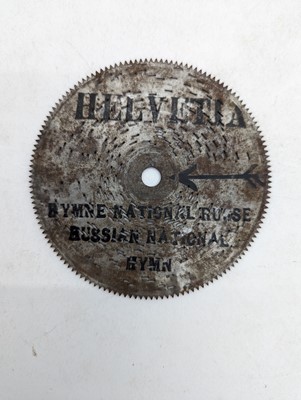 HELVETIA
HYMNE NATIONAL RUSSE
RUSSIAN NATIONAL
HYMN